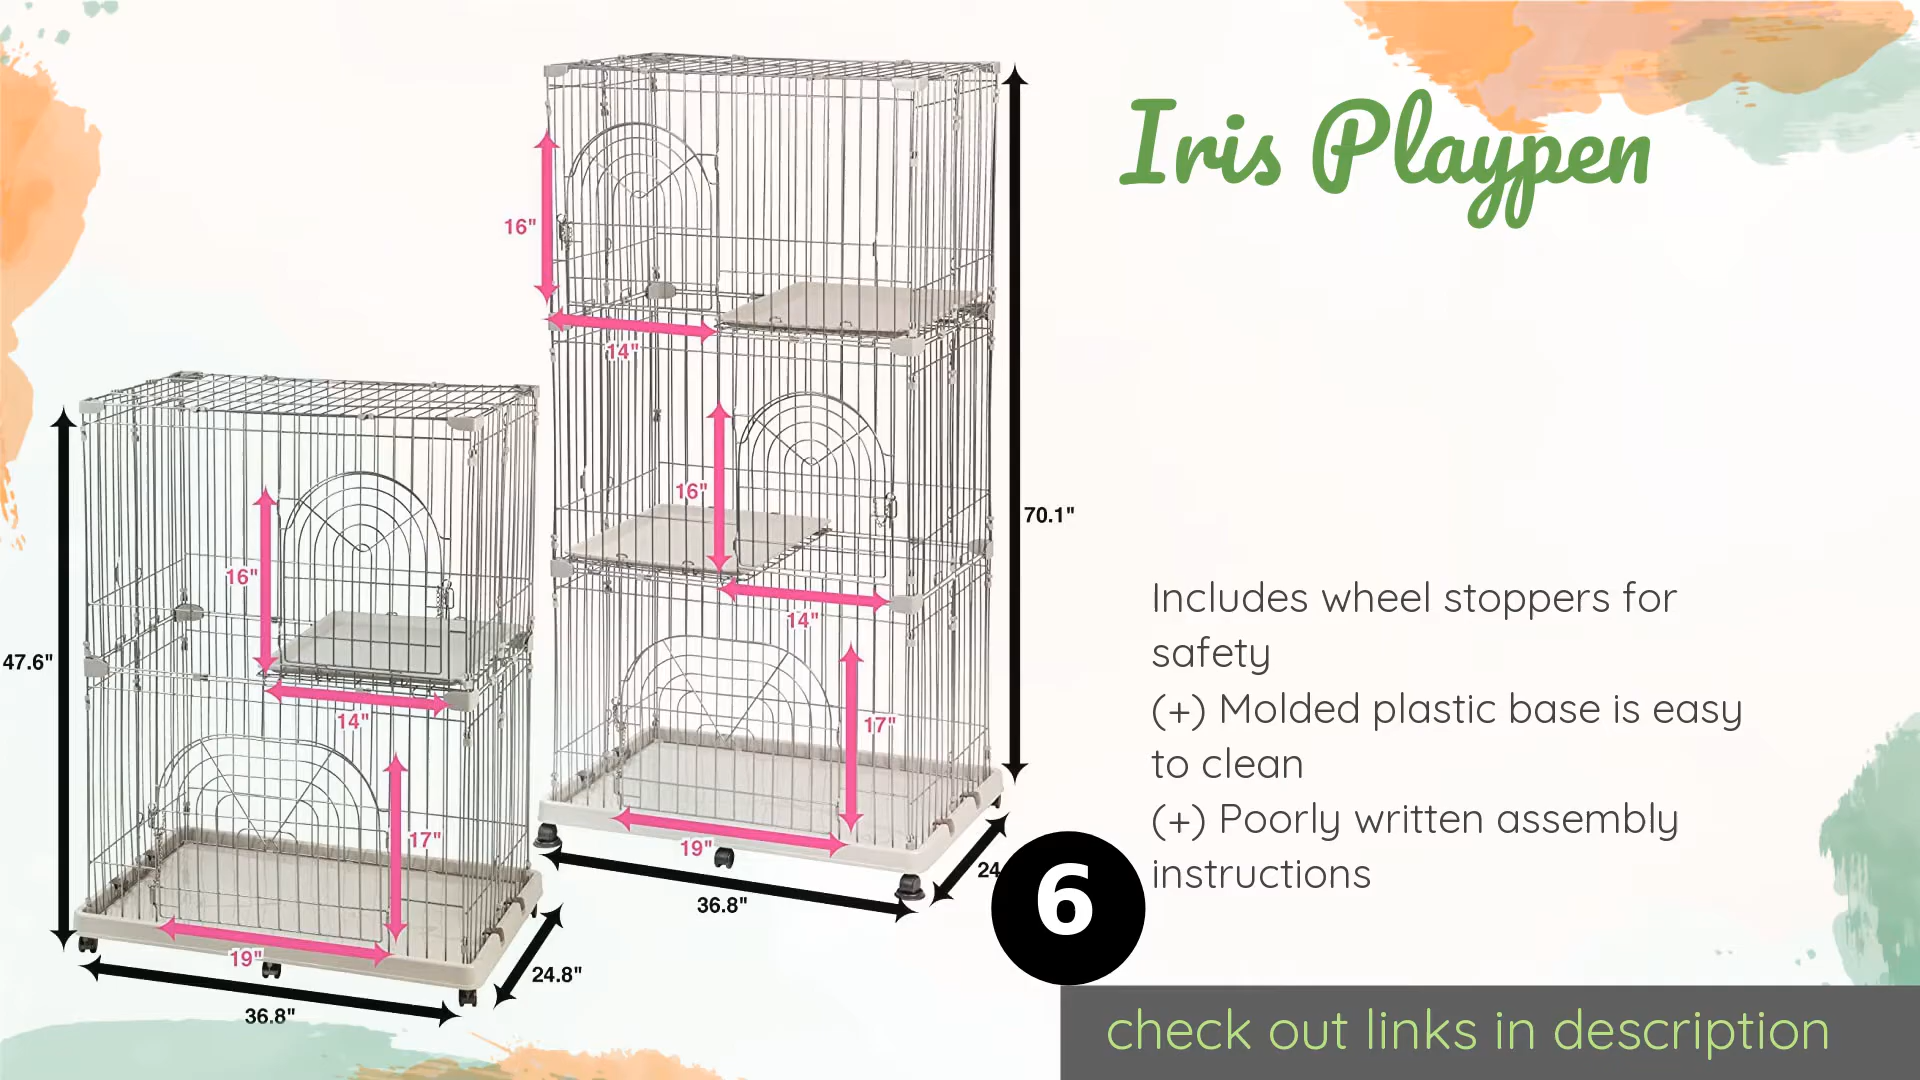 Iris Playpen
16"
14"
16"
14"
70.1"
17"
19"
36.8"
24
47.6"
16"
14"
17"
19"
36.8"
24.8"
Includes wheel stoppers for
safety
(+) Molded plastic base is easy
to clean
(+) Poorly written assembly
instructions
6
check out links in description